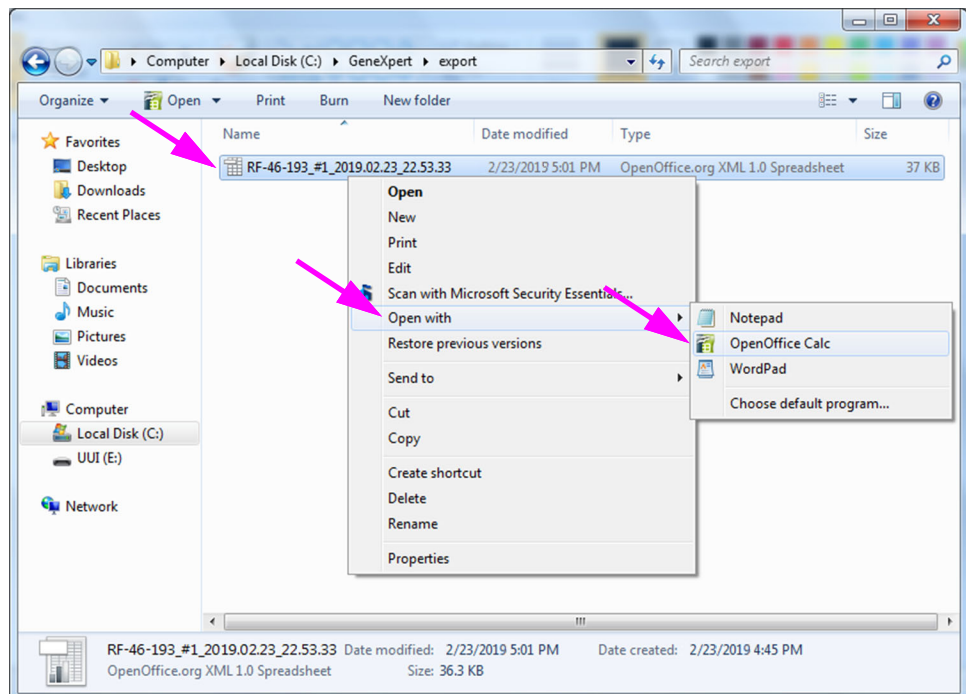 Computer Local Disk (C:) GeneXpert export Search export
Organize Open Print Burn New folder
Name Date modified Type Size
Favorites
Desktop
Downloads
Recent Places
Libraries
Documents
Music
Pictures
Videos
Computer
Local Disk (C:)
UUI (E:)
Network
RF-46-193_#1_2019.02.23_22.53.33 2/23/2019 5:01 PM OpenOffice.org XML 1.0 Spreadsheet 37 KB
Open
New
Print
Edit
Scan with Microsoft Security Essentials...
Open with
Restore previous versions
Send to
Cut
Copy
Create shortcut
Delete
Rename
Properties
Notepad
OpenOffice Calc
WordPad
Choose default program...
RF-46-193_#1_2019.02.23_22.53.33 Date modified: 2/23/2019 5:01 PM Date created: 2/23/2019 4:45 PM
OpenOffice.org XML 1.0 Spreadsheet Size: 36.3 KB